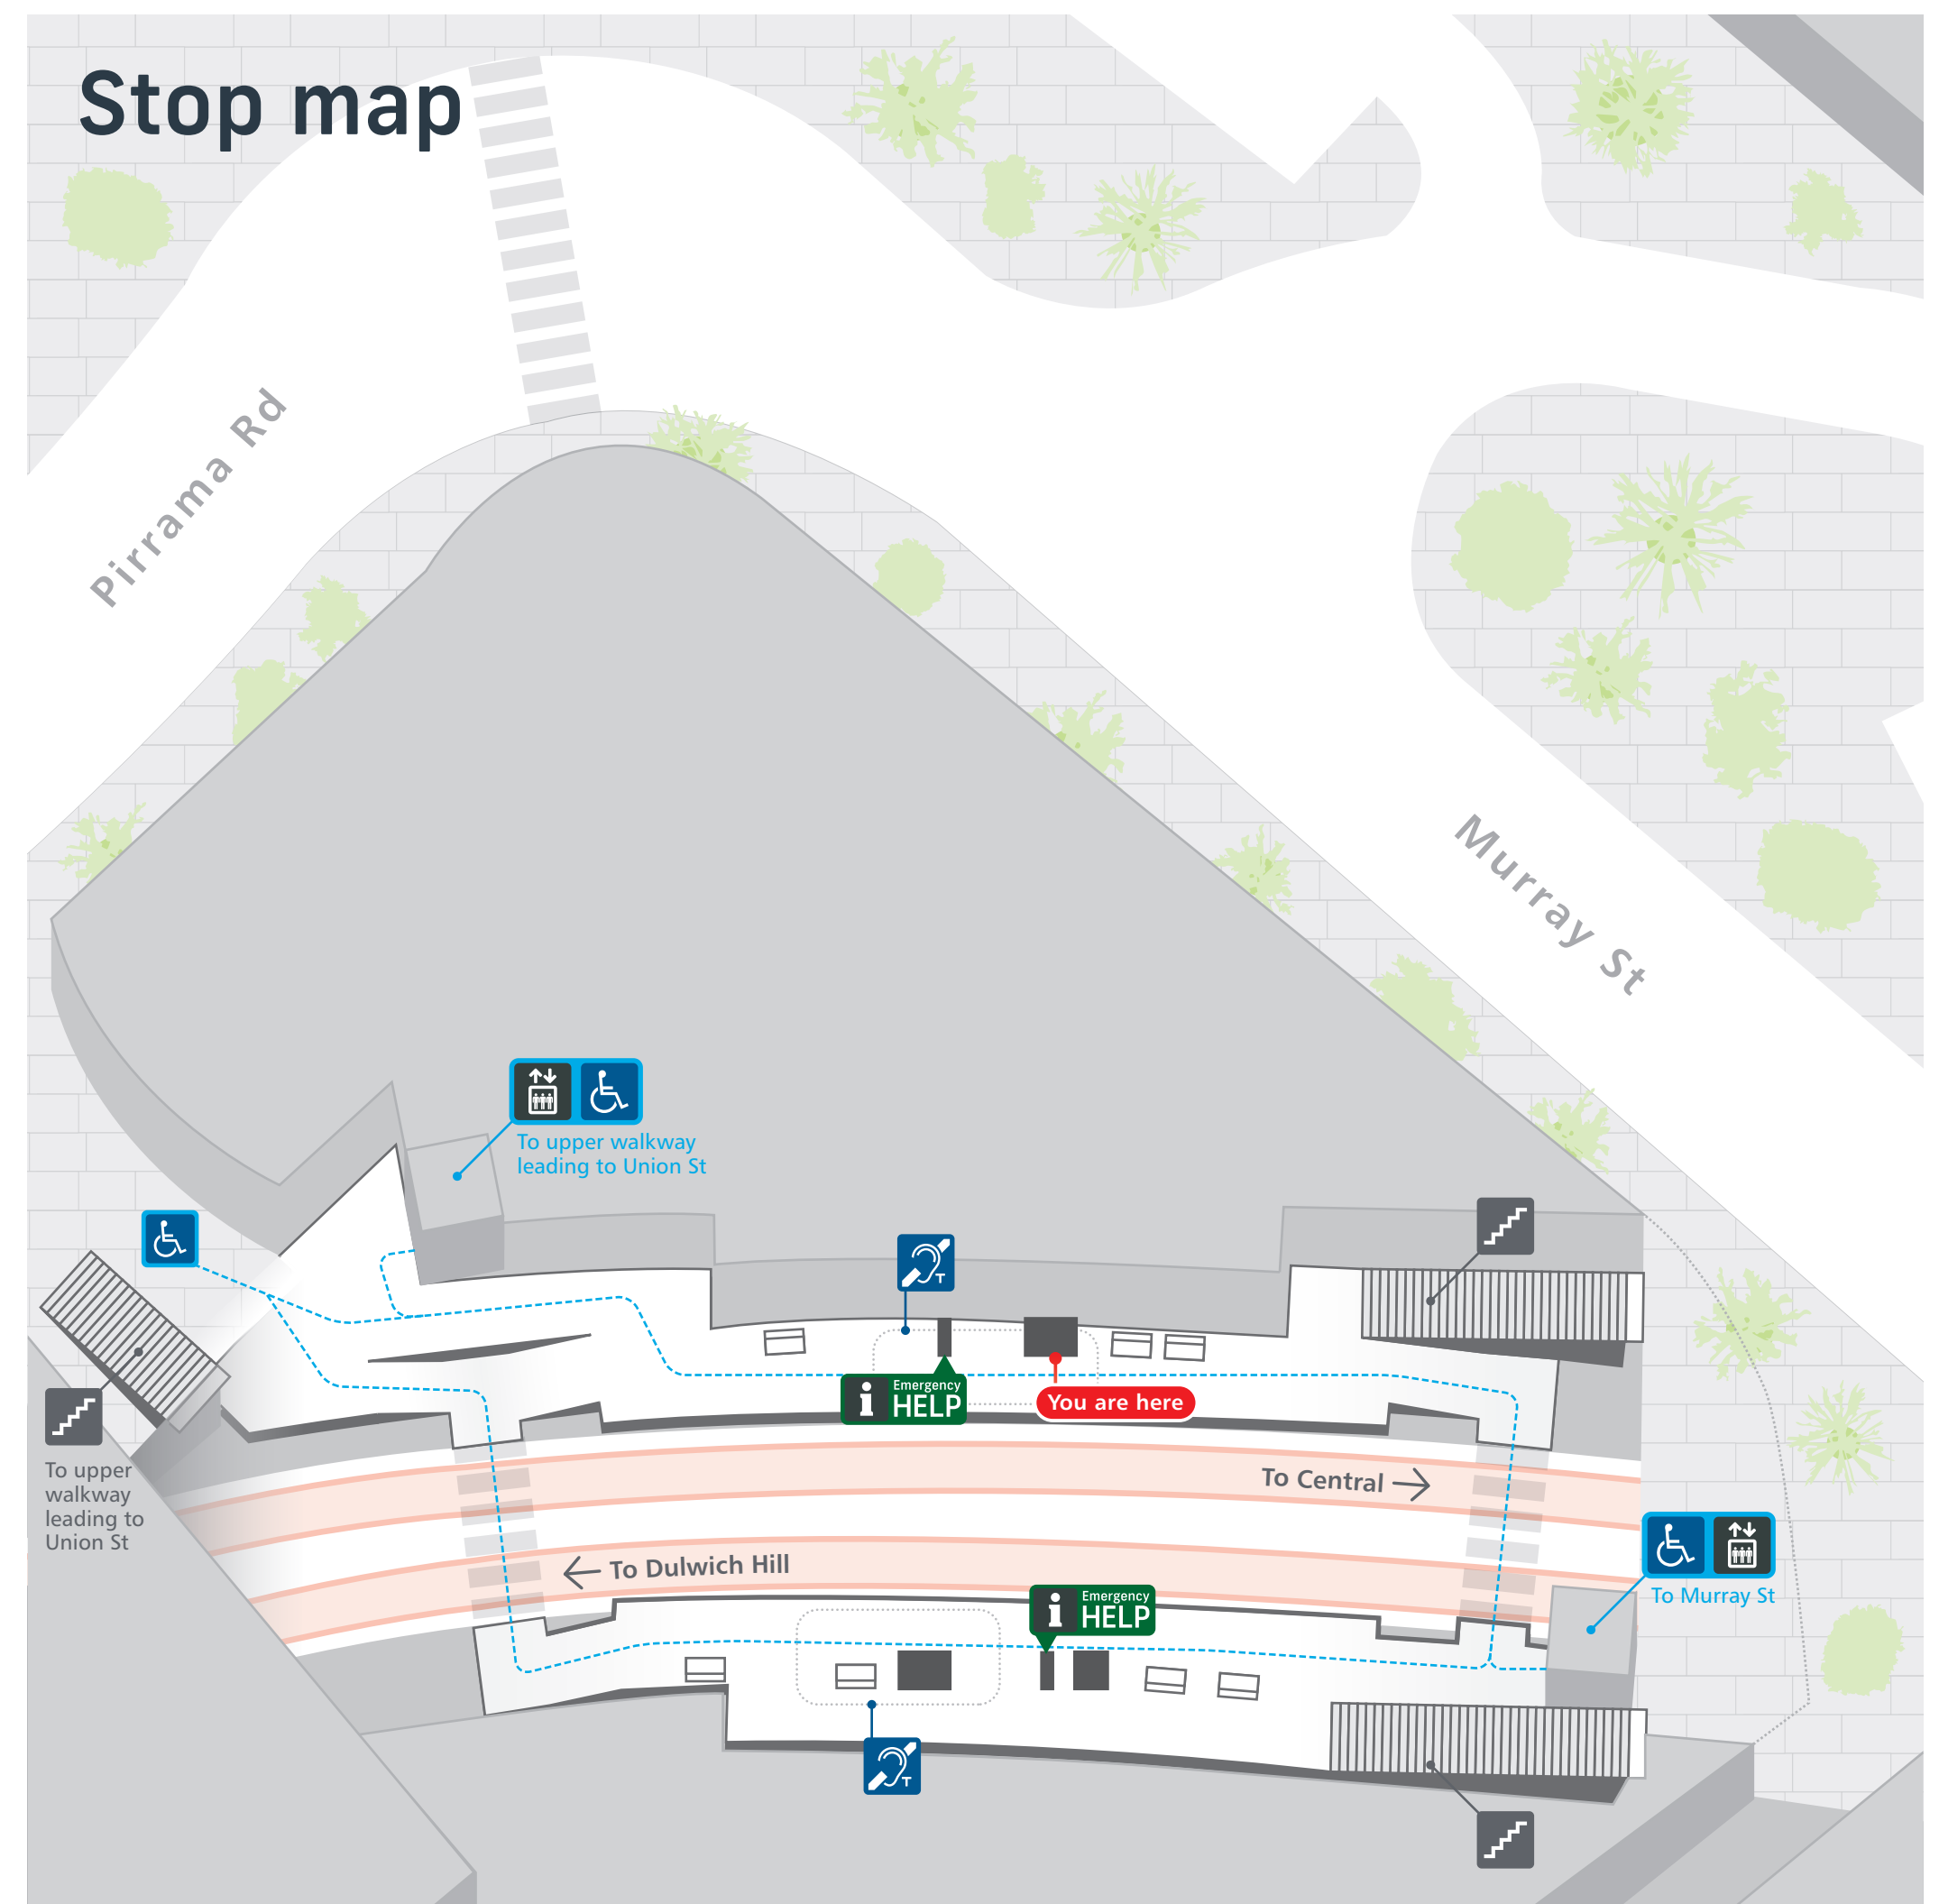 Stop map
Pirrama Rd
Murray St
To upper walkway
leading to Union St
T
Emergency
i HELP
You are here
To upper
walkway
leading to
Union St
To Central
To Dulwich Hill
Emergency
i HELP
To Murray St
T